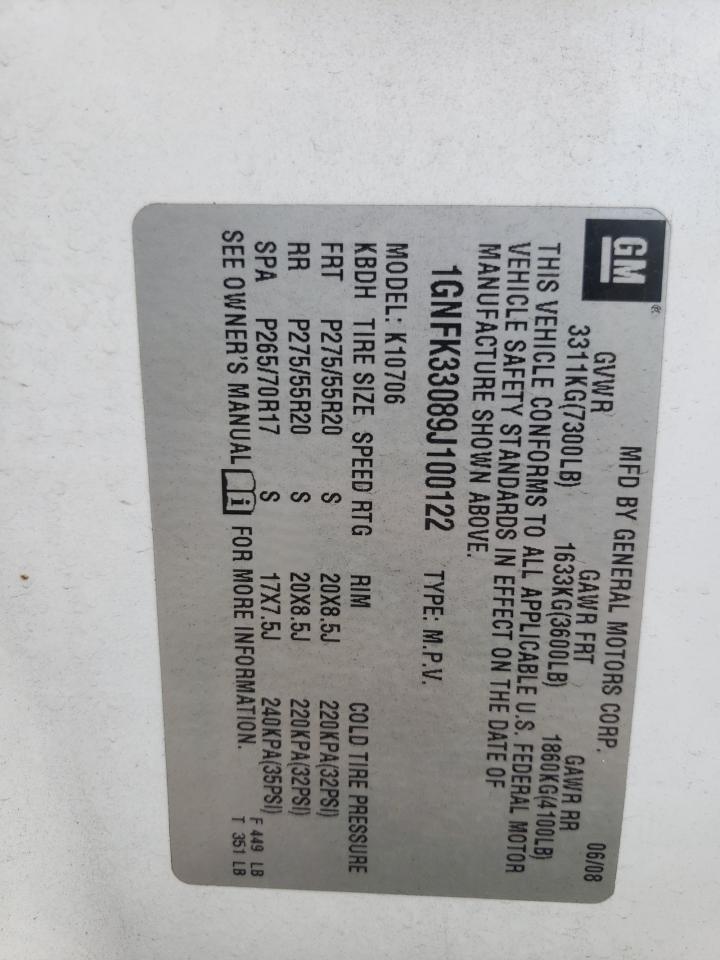 GM®
MFD BY GENERAL MOTORS CORP. 06/08
GVWR GAWR FRT GAWR RR
3311KG(7300LB) 1633KG(3600LB) 1860KG(4100LB)
THIS VEHICLE CONFORMS TO ALL APPLICABLE U.S. FEDERAL MOTOR
VEHICLE SAFETY STANDARDS IN EFFECT ON THE DATE OF
MANUFACTURE SHOWN ABOVE.
1GNFK33089J100122 TYPE: M.P.V.
MODEL: K10706
KBDH TIRE SIZE SPEED RTG RIM COLD TIRE PRESSURE
FRT P275/55R20 S 20X8.5J 220KPA(32PSI)
RR P275/55R20 S 20X8.5J 220KPA(32PSI)
SPA P265/70R17 S 17X7.5J 240KPA(35PSI)
SEE OWNER'S MANUAL i FOR MORE INFORMATION.
F 449 LB
T 351 LB